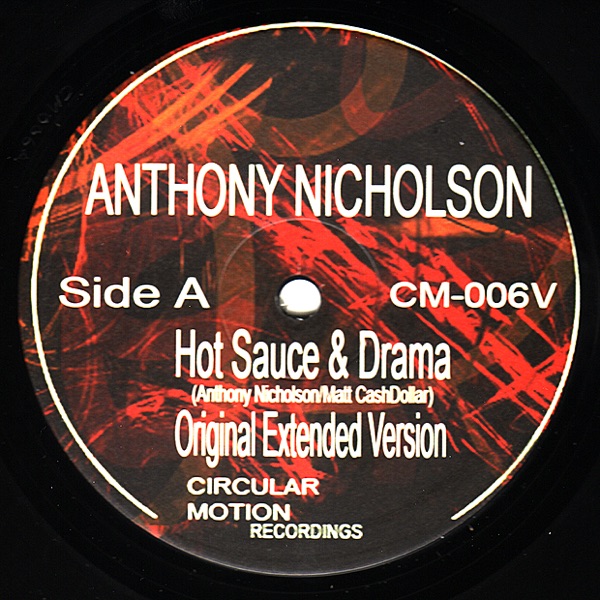 ANTHONY NICHOLSON
Side A
CM-006V
Hot Sauce & Drama
(Anthony Nicholson/Matt CashDollar)
Original Extended Version
CIRCULAR
MOTION
RECORDINGS